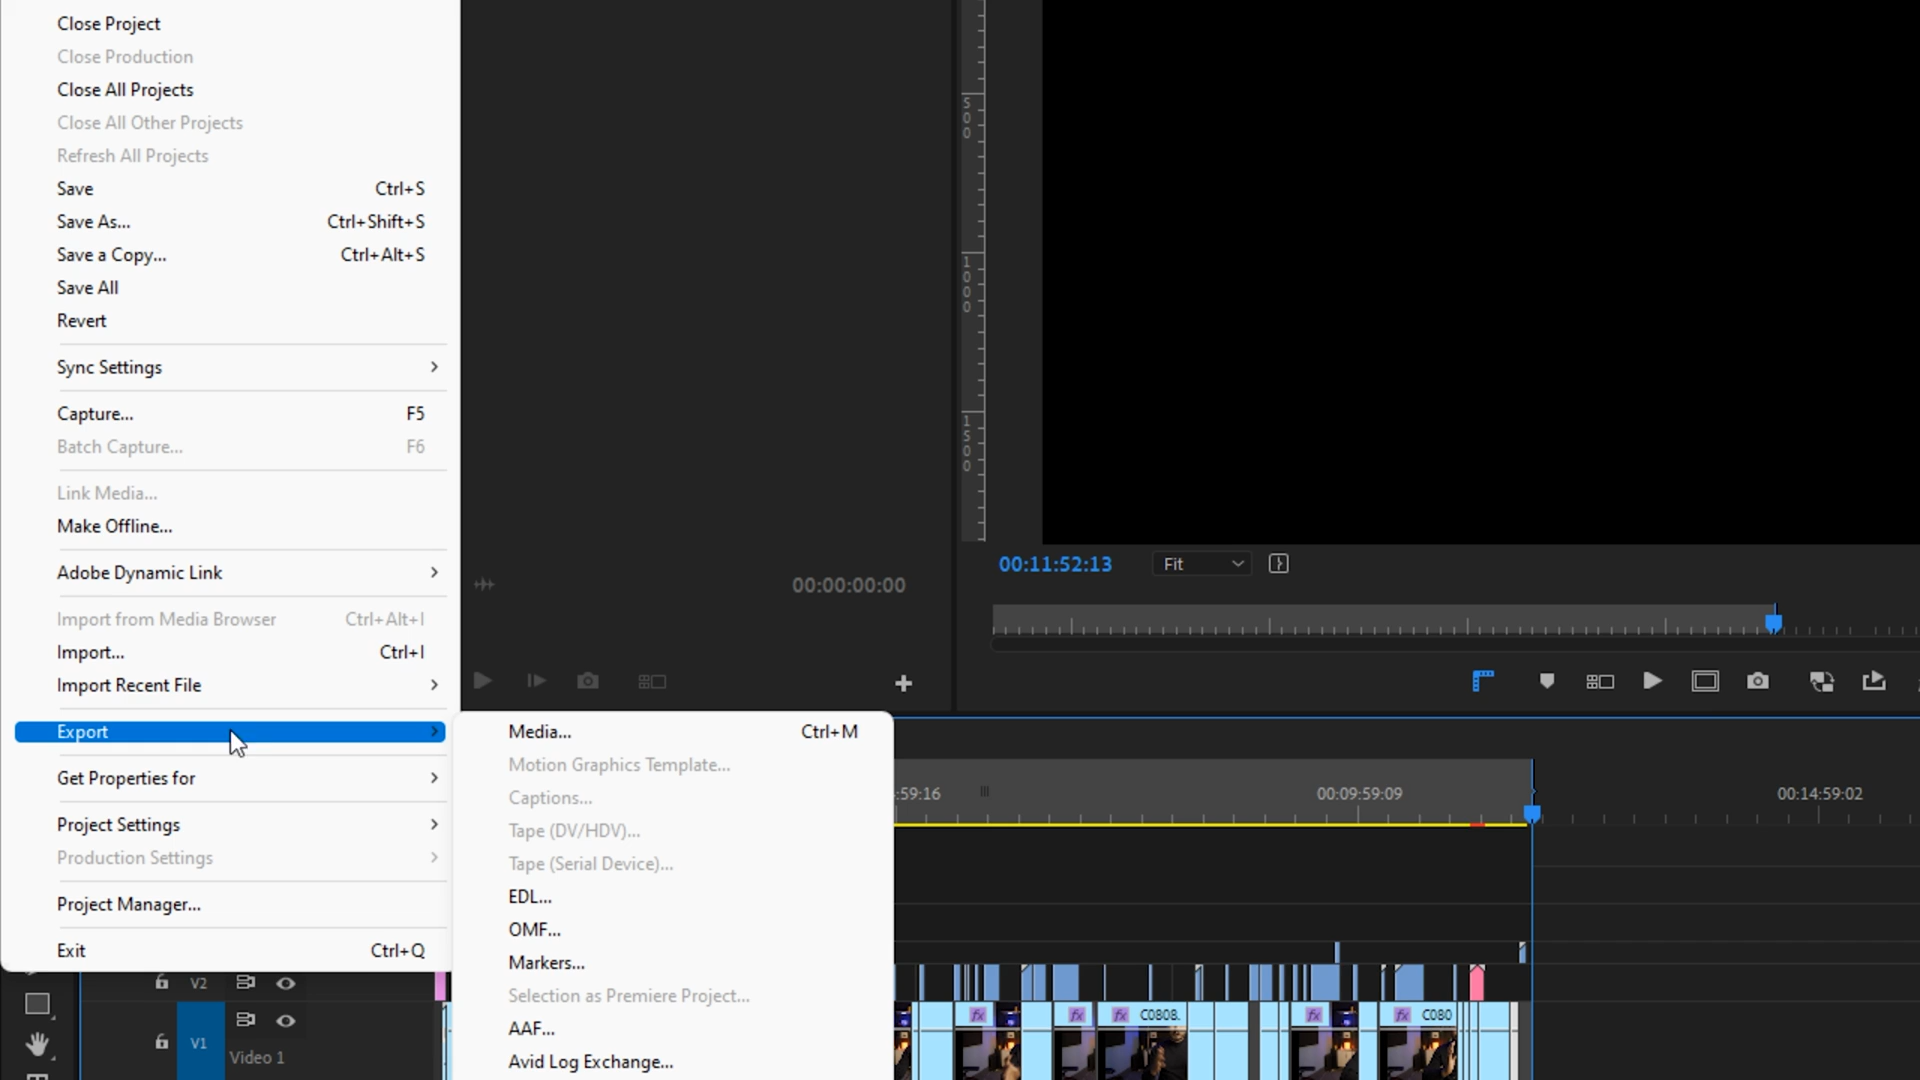 Close Project
Close Production
Close All Projects
Close All Other Projects
Refresh All Projects
Save Ctrl+S
Save As... Ctrl+Shift+S
Save a Copy... Ctrl+Alt+S
Save All
Revert
Sync Settings
Capture... F5
Batch Capture... F6
Link Media...
Make Offline...
Adobe Dynamic Link
Import from Media Browser Ctrl+Alt+I
Import... Ctrl+I
Import Recent File
Export
Get Properties for
Project Settings
Production Settings
Project Manager...
Exit Ctrl+Q
Media... Ctrl+M
Motion Graphics Template...
Captions...
Tape (DV/HDV)...
Tape (Serial Device)...
EDL...
OMF...
Markers...
Selection as Premiere Project...
AAF...
Avid Log Exchange...
00:00:00:00
500
1000
1500
00:11:52:13 Fit
:59:16 00:09:59:09 00:14:59:02
V2
V1 Video 1
fx fx fx C0808. fx fx C080